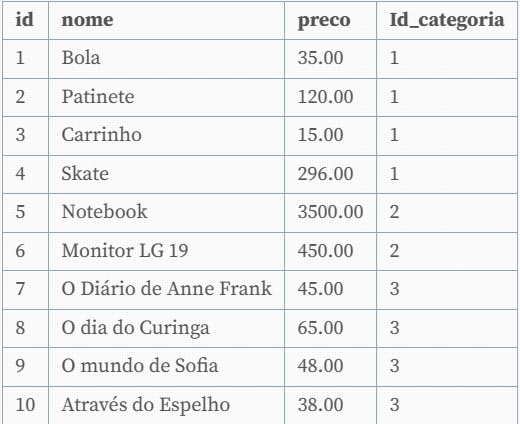 id nome preco Id_categoria
1 Bola 35.00 1
2 Patinete 120.00 1
3 Carrinho 15.00 1
4 Skate 296.00 1
5 Notebook 3500.00 2
6 Monitor LG 19 450.00 2
7 O Diário de Anne Frank 45.00 3
8 O dia do Curinga 65.00 3
9 O mundo de Sofia 48.00 3
10 Através do Espelho 38.00 3